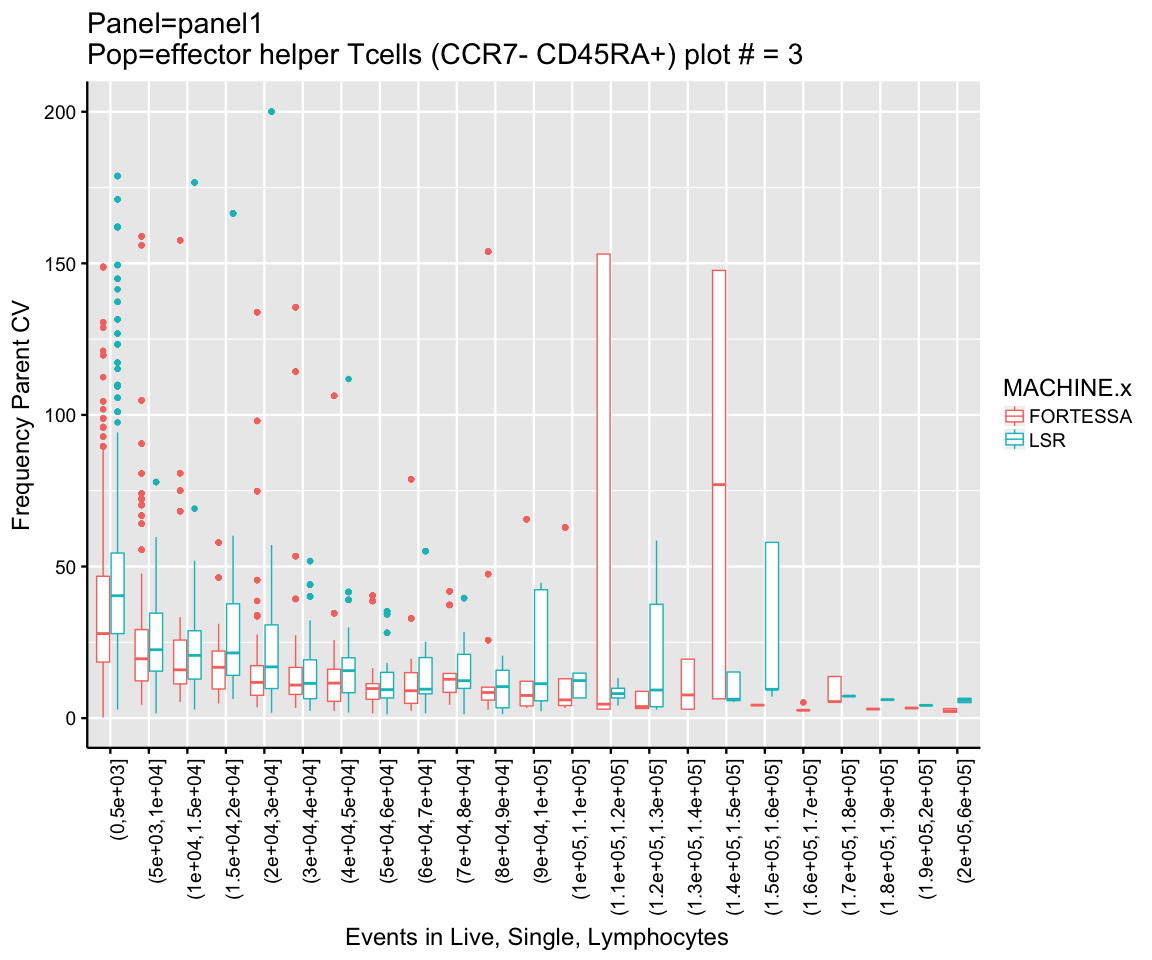 Panel=panel1
Pop=effector helper Tcells (CCR7- CD45RA+) plot # = 3
200
150
100
50
0
Frequency Parent CV
(0,5e+03]
(5e+03,1e+04]
(1e+04,1.5e+04]
(1.5e+04,2e+04]
(2e+04,3e+04]
(3e+04,4e+04]
(4e+04,5e+04]
(5e+04,6e+04]
(6e+04,7e+04]
(7e+04,8e+04]
(8e+04,9e+04]
(9e+04,1e+05]
(1e+05,1.1e+05]
(1.1e+05,1.2e+05]
(1.2e+05,1.3e+05]
(1.3e+05,1.4e+05]
(1.4e+05,1.5e+05]
(1.5e+05,1.6e+05]
(1.6e+05,1.7e+05]
(1.7e+05,1.8e+05]
(1.8e+05,1.9e+05]
(1.9e+05,2e+05]
(2e+05,6e+05]
Events in Live, Single, Lymphocytes
MACHINE.x
FORTESSA
LSR